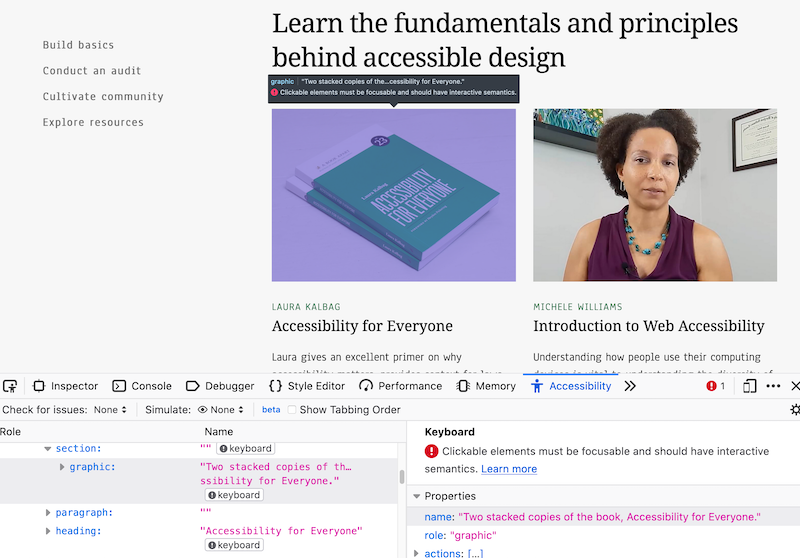 Learn the fundamentals and principles
behind accessible design
Build basics
Conduct an audit
Cultivate community
Explore resources
graphic "Two stacked copies of the…cessibility for Everyone."
Clickable elements must be focusable and should have interactive semantics.
23
Laura Kalbag
ACCESSIBILITY
FOR EVERYONE
LAURA KALBAG
Accessibility for Everyone
Laura gives an excellent primer on why
MICHELE WILLIAMS
Introduction to Web Accessibility
Understanding how people use their computing
Inspector Console Debugger Style Editor Performance Memory Accessibility 1
Check for issues: None Simulate: None beta Show Tabbing Order
Role Name
section: "" keyboard
graphic: "Two stacked copies of th…
ssibility for Everyone."
keyboard
paragraph: ""
heading: "Accessibility for Everyone"
keyboard
Keyboard
Clickable elements must be focusable and should have interactive
semantics. Learn more
Properties
name: "Two stacked copies of the book, Accessibility for Everyone."
role: "graphic"
actions: […]